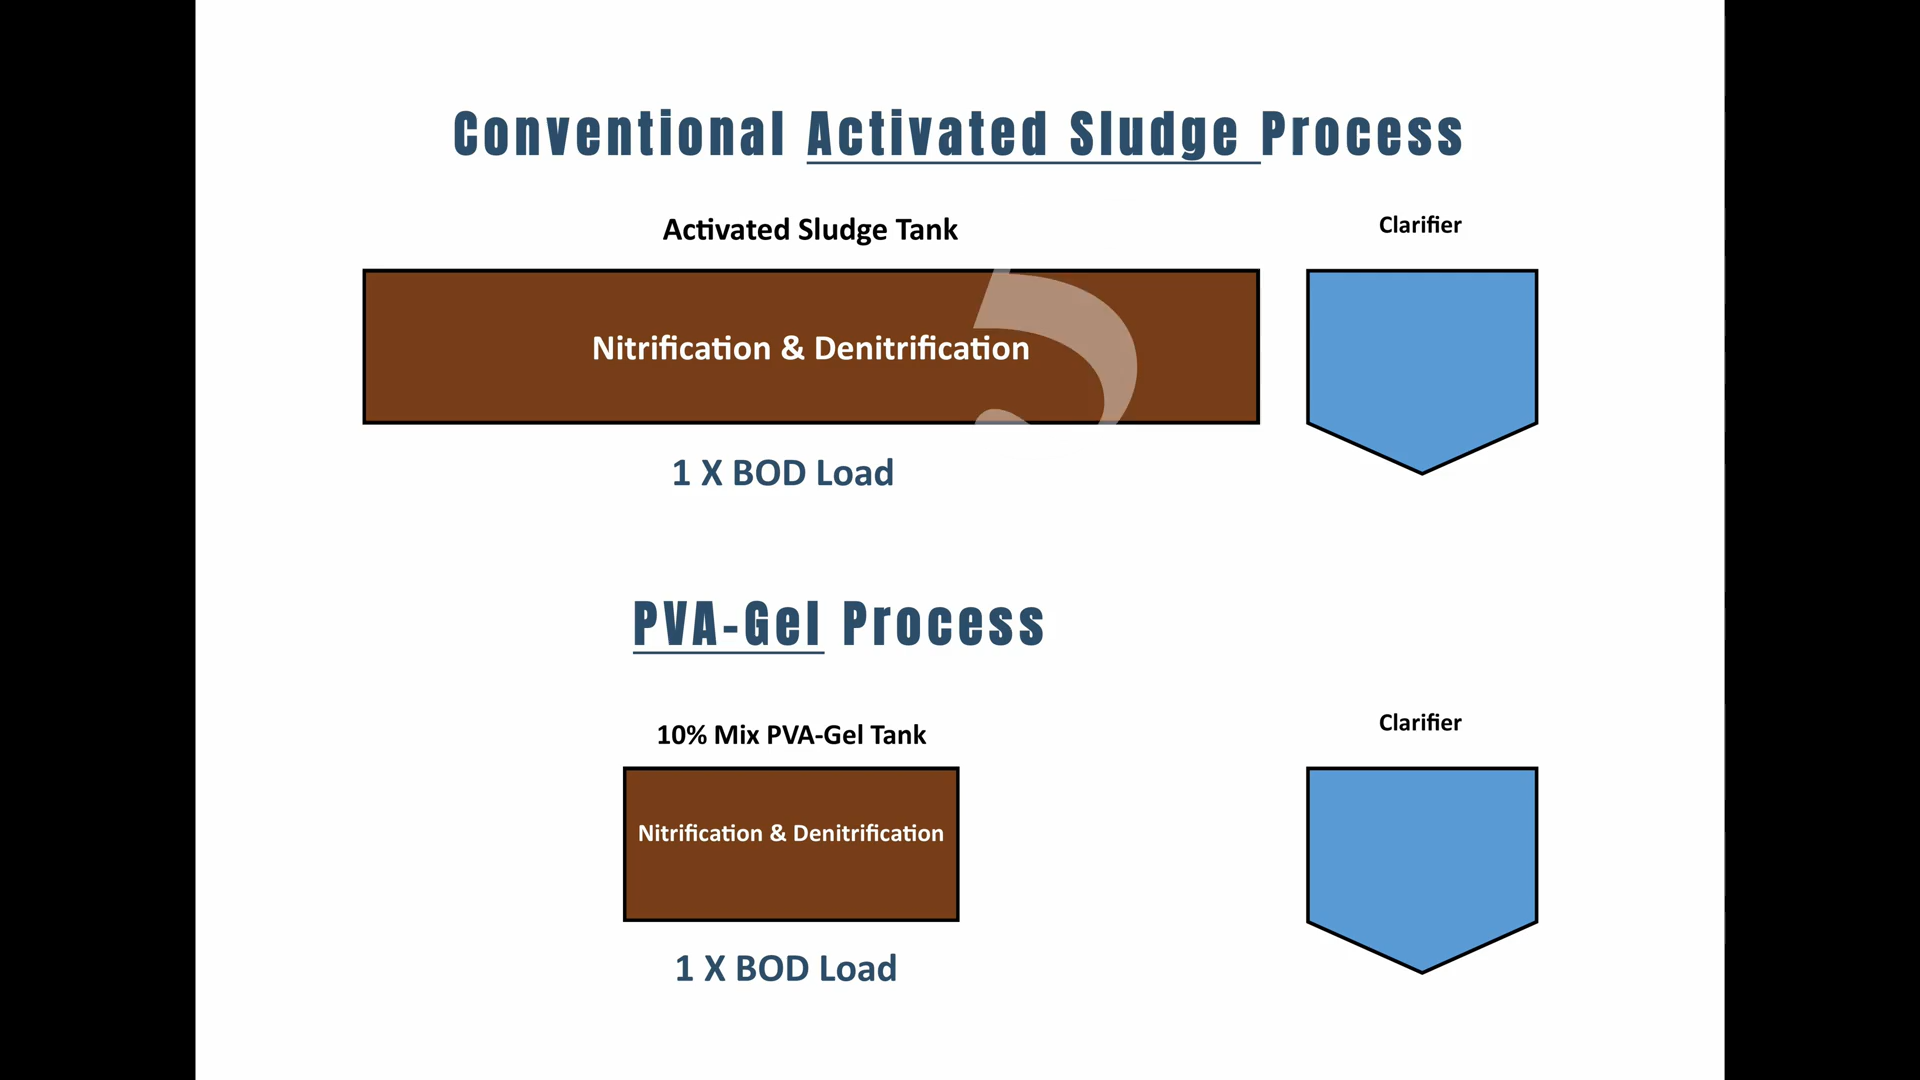 Conventional Activated Sludge Process
Activated Sludge Tank
Clarifier
Nitrification & Denitrification
5
1 X BOD Load
PVA-Gel Process
10% Mix PVA-Gel Tank
Clarifier
Nitrification & Denitrification
1 X BOD Load